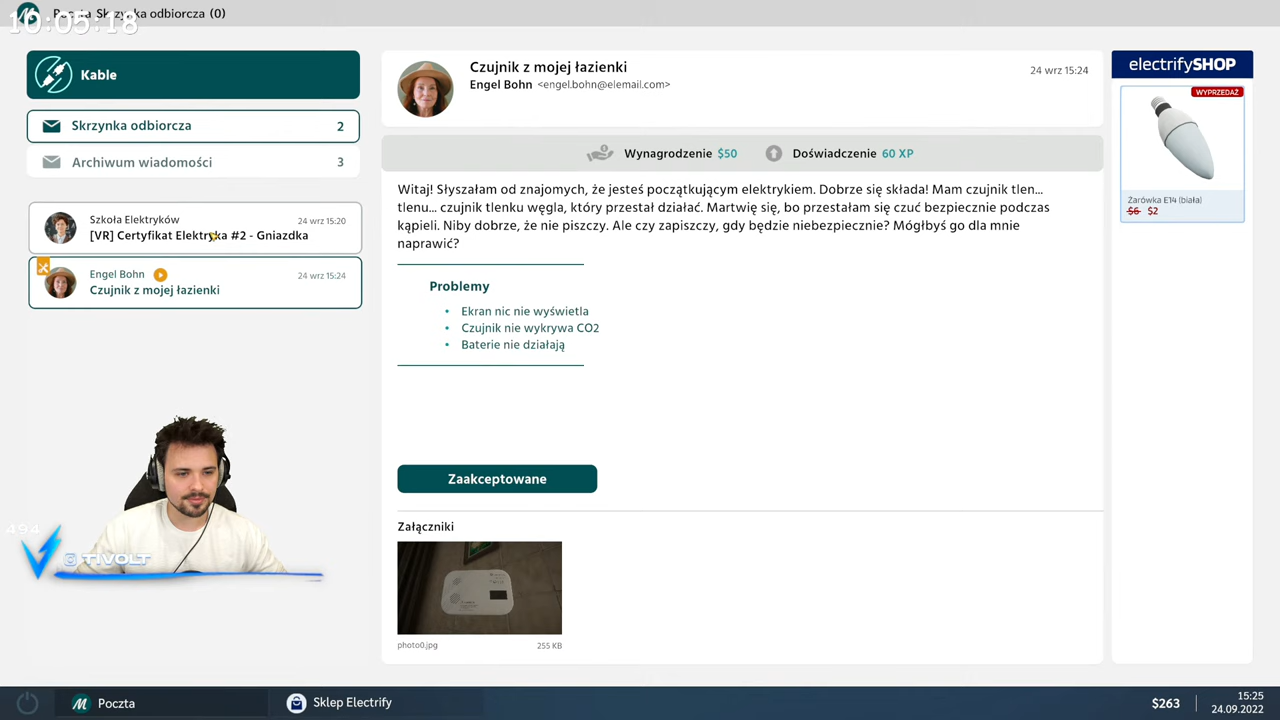 Poczta Skrzynka odbiorcza (0)
10:05:18
Kable
Skrzynka odbiorcza 2
Archiwum wiadomości 3
Szkoła Elektryków 24 wrz 15:20
[VR] Certyfikat Elektryka #2 - Gniazdka
Engel Bohn 24 wrz 15:24
Czujnik z mojej łazienki
Czujnik z mojej łazienki
Engel Bohn <engel.bohn@elemail.com>
24 wrz 15:24
Wynagrodzenie $50 Doświadczenie 60 XP
Witaj! Słyszałam od znajomych, że jesteś początkującym elektrykiem. Dobrze się składa! Mam czujnik tlen...
tlenu... czujnik tlenku węgla, który przestał działać. Martwię się, bo przestałam się czuć bezpiecznie podczas
kąpieli. Niby dobrze, że nie piszczy. Ale czy zapiszczy, gdy będzie niebezpiecznie? Mógłbyś go dla mnie
naprawić?
Problemy
• Ekran nic nie wyświetla
• Czujnik nie wykrywa CO2
• Baterie nie działają
Zaakceptowane
Załączniki
photo0.jpg 255 KB
electrifySHOP
WYPRZEDAŻ
Żarówka E14 (biała)
$6 $2
494
@TIVOLT
Poczta
Sklep Electrify
$263
15:25
24.09.2022